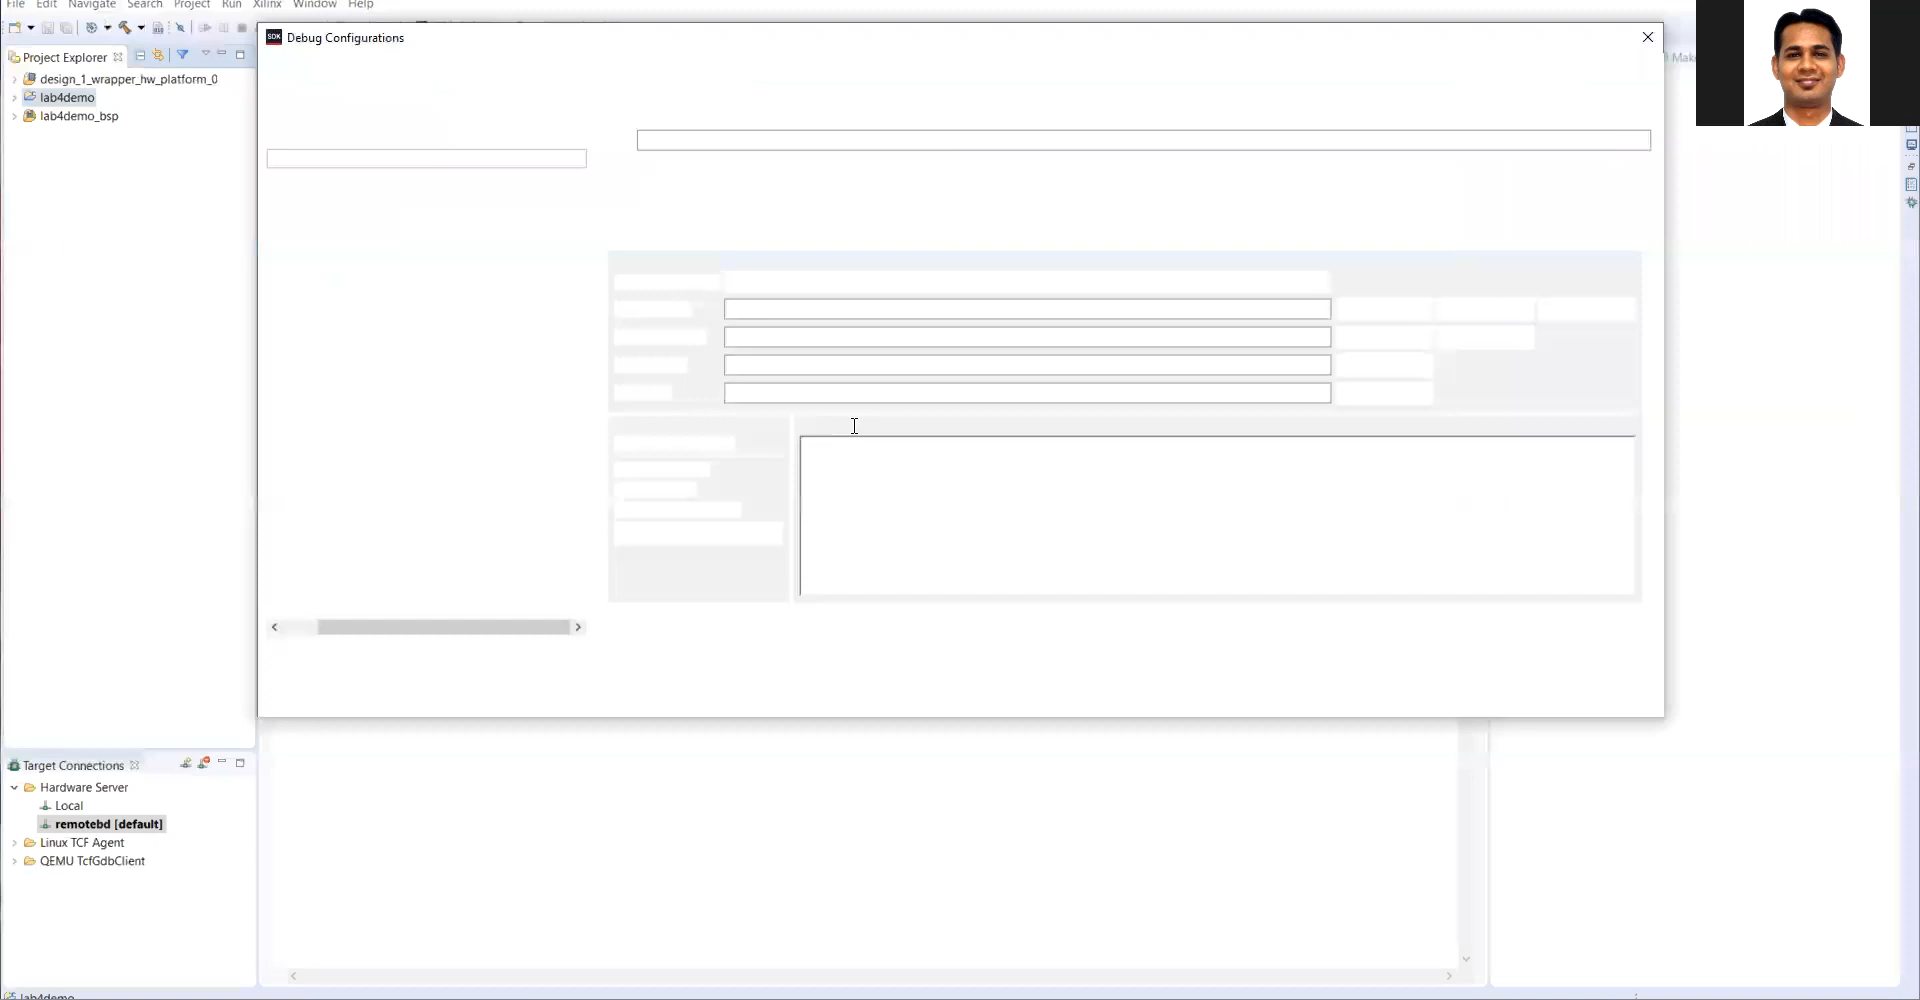 File Edit Navigate Search Project Run Xilinx Window Help
SDK Debug Configurations
Project Explorer
design_1_wrapper_hw_platform_0
lab4demo
lab4demo_bsp
Target Connections
Hardware Server
Local
remotebd [default]
Linux TCF Agent
QEMU TcfGdbClient
lab4demo